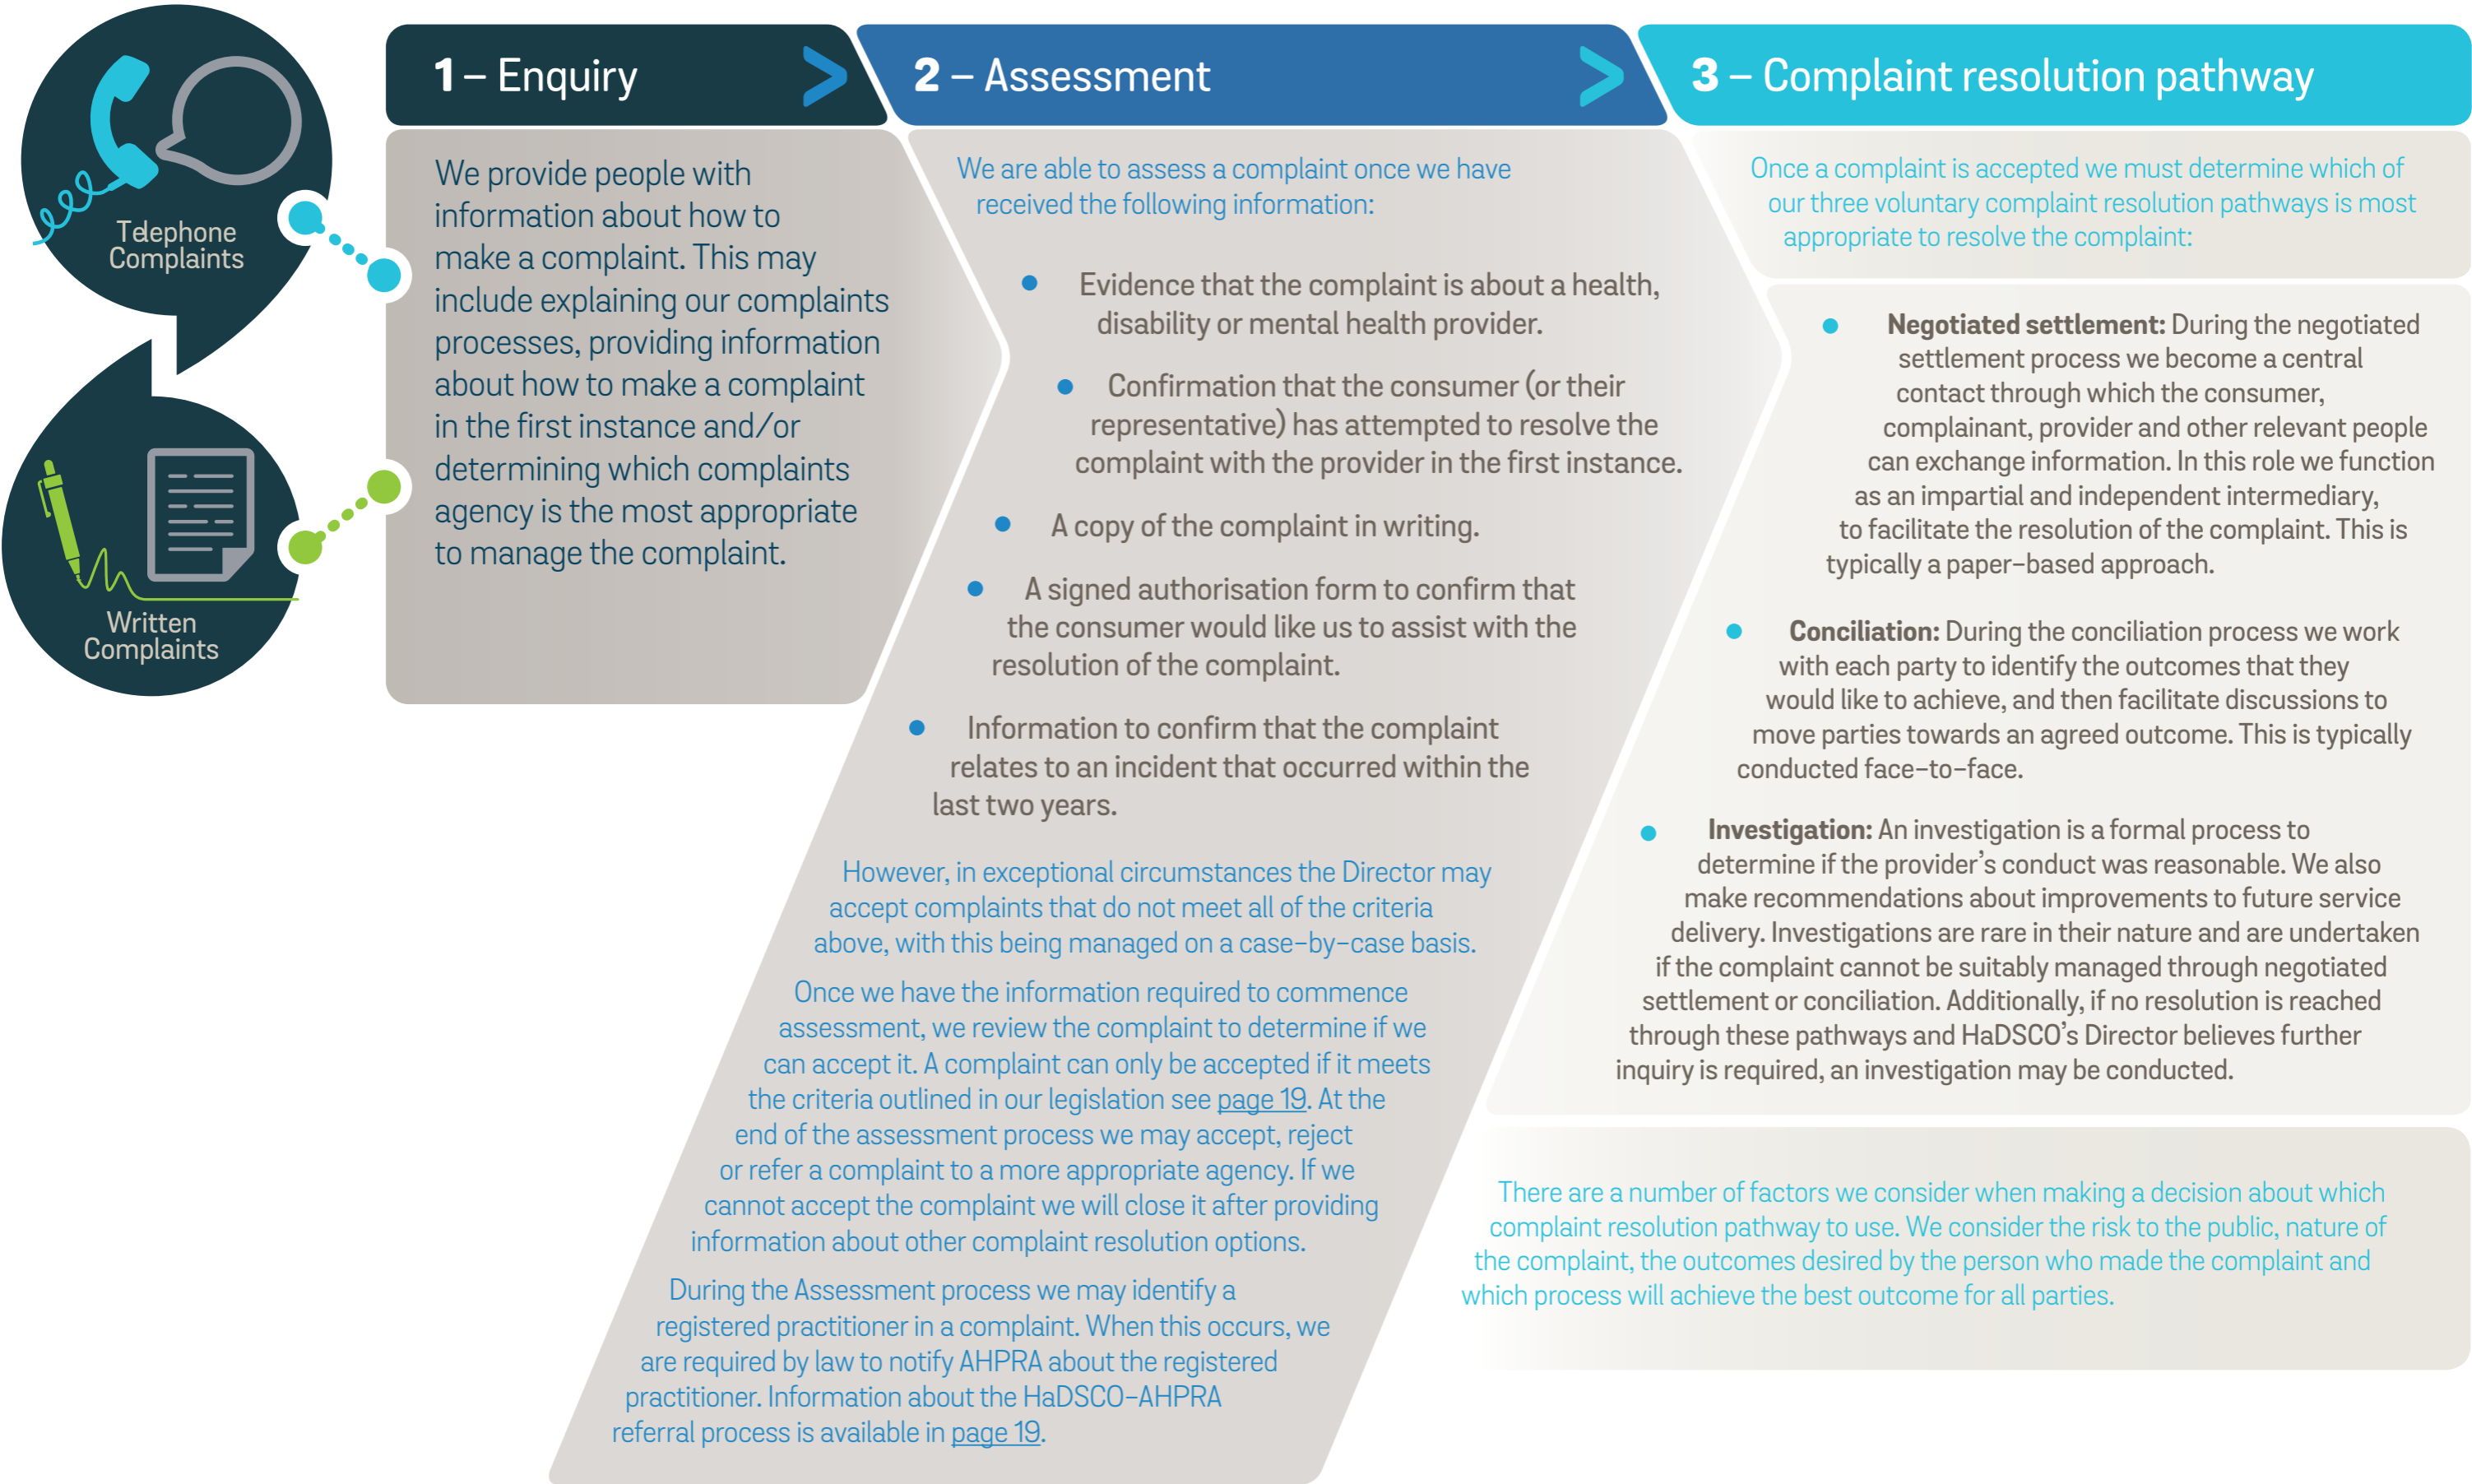 Telephone
Complaints
Written
Complaints
1 – Enquiry
We provide people with
information about how to
make a complaint. This may
include explaining our complaints
processes, providing information
about how to make a complaint
in the first instance and/or
determining which complaints
agency is the most appropriate
to manage the complaint.
2 – Assessment
We are able to assess a complaint once we have
received the following information:
• Evidence that the complaint is about a health,
disability or mental health provider.
• Confirmation that the consumer (or their
representative) has attempted to resolve the
complaint with the provider in the first instance.
• A copy of the complaint in writing.
• A signed authorisation form to confirm that
the consumer would like us to assist with the
resolution of the complaint.
• Information to confirm that the complaint
relates to an incident that occurred within the
last two years.
However, in exceptional circumstances the Director may
accept complaints that do not meet all of the criteria
above, with this being managed on a case-by-case basis.
Once we have the information required to commence
assessment, we review the complaint to determine if we
can accept it. A complaint can only be accepted if it meets
the criteria outlined in our legislation see page 19. At the
end of the assessment process we may accept, reject
or refer a complaint to a more appropriate agency. If we
cannot accept the complaint we will close it after providing
information about other complaint resolution options.
During the Assessment process we may identify a
registered practitioner in a complaint. When this occurs, we
are required by law to notify AHPRA about the registered
practitioner. Information about the HaDSCO-AHPRA
referral process is available in page 19.
3 – Complaint resolution pathway
Once a complaint is accepted we must determine which of
our three voluntary complaint resolution pathways is most
appropriate to resolve the complaint:
• Negotiated settlement: During the negotiated
settlement process we become a central
contact through which the consumer,
complainant, provider and other relevant people
can exchange information. In this role we function
as an impartial and independent intermediary,
to facilitate the resolution of the complaint. This is
typically a paper-based approach.
• Conciliation: During the conciliation process we work
with each party to identify the outcomes that they
would like to achieve, and then facilitate discussions to
move parties towards an agreed outcome. This is typically
conducted face-to-face.
• Investigation: An investigation is a formal process to
determine if the provider's conduct was reasonable. We also
make recommendations about improvements to future service
delivery. Investigations are rare in their nature and are undertaken
if the complaint cannot be suitably managed through negotiated
settlement or conciliation. Additionally, if no resolution is reached
through these pathways and HaDSCO's Director believes further
inquiry is required, an investigation may be conducted.
There are a number of factors we consider when making a decision about which
complaint resolution pathway to use. We consider the risk to the public, nature of
the complaint, the outcomes desired by the person who made the complaint and
which process will achieve the best outcome for all parties.